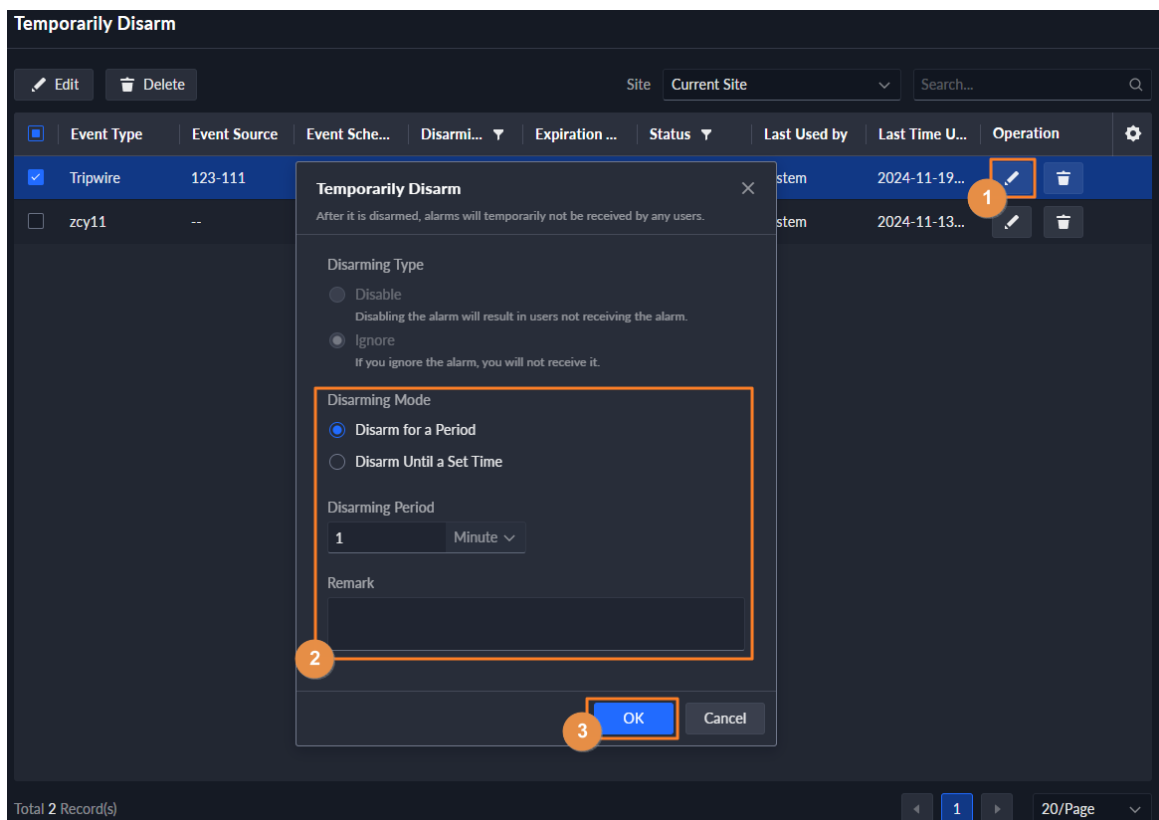 Temporarily Disarm
Edit Delete Site Current Site Search...
Event Type Event Source Event Sche... Disarmi... Expiration ... Status Last Used by Last Time U... Operation
Tripwire 123-111 stem 2024-11-19...
1
zcy11 -- stem 2024-11-13...
Temporarily Disarm
After it is disarmed, alarms will temporarily not be received by any users.
Disarming Type
Disable
Disabling the alarm will result in users not receiving the alarm.
Ignore
If you ignore the alarm, you will not receive it.
Disarming Mode
Disarm for a Period
Disarm Until a Set Time
Disarming Period
1 Minute
Remark
2
3 OK Cancel
Total 2 Record(s) 1 20/Page